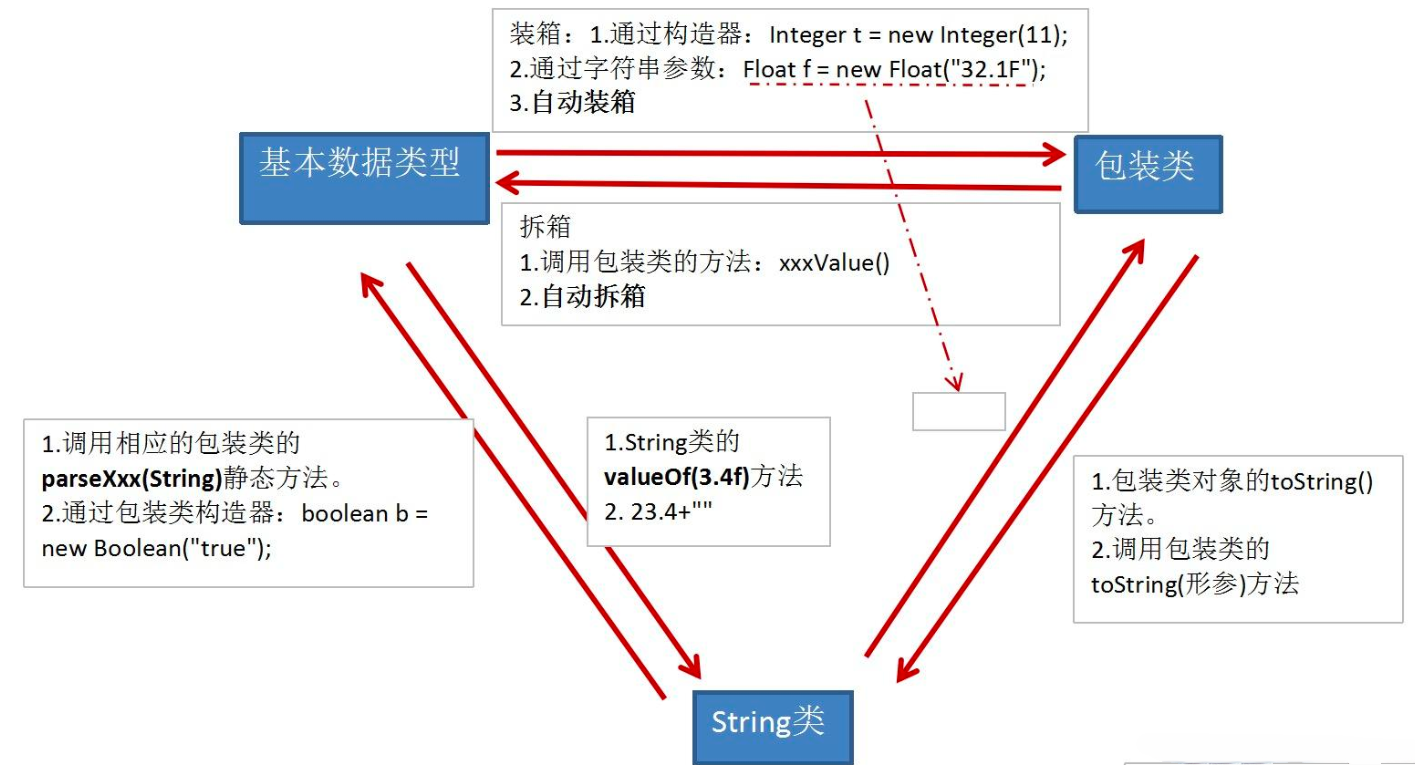 装箱：1.通过构造器：Integer t = new Integer(11);
2.通过字符串参数：Float f = new Float("32.1F");
3.自动装箱
基本数据类型
包装类
拆箱
1.调用包装类的方法：xxxValue()
2.自动拆箱
1.调用相应的包装类的
parseXxx(String)静态方法。
2.通过包装类构造器：boolean b =
new Boolean("true");
1.String类的
valueOf(3.4f)方法
2. 23.4+""
1.包装类对象的toString()
方法。
2.调用包装类的
toString(形参)方法
String类